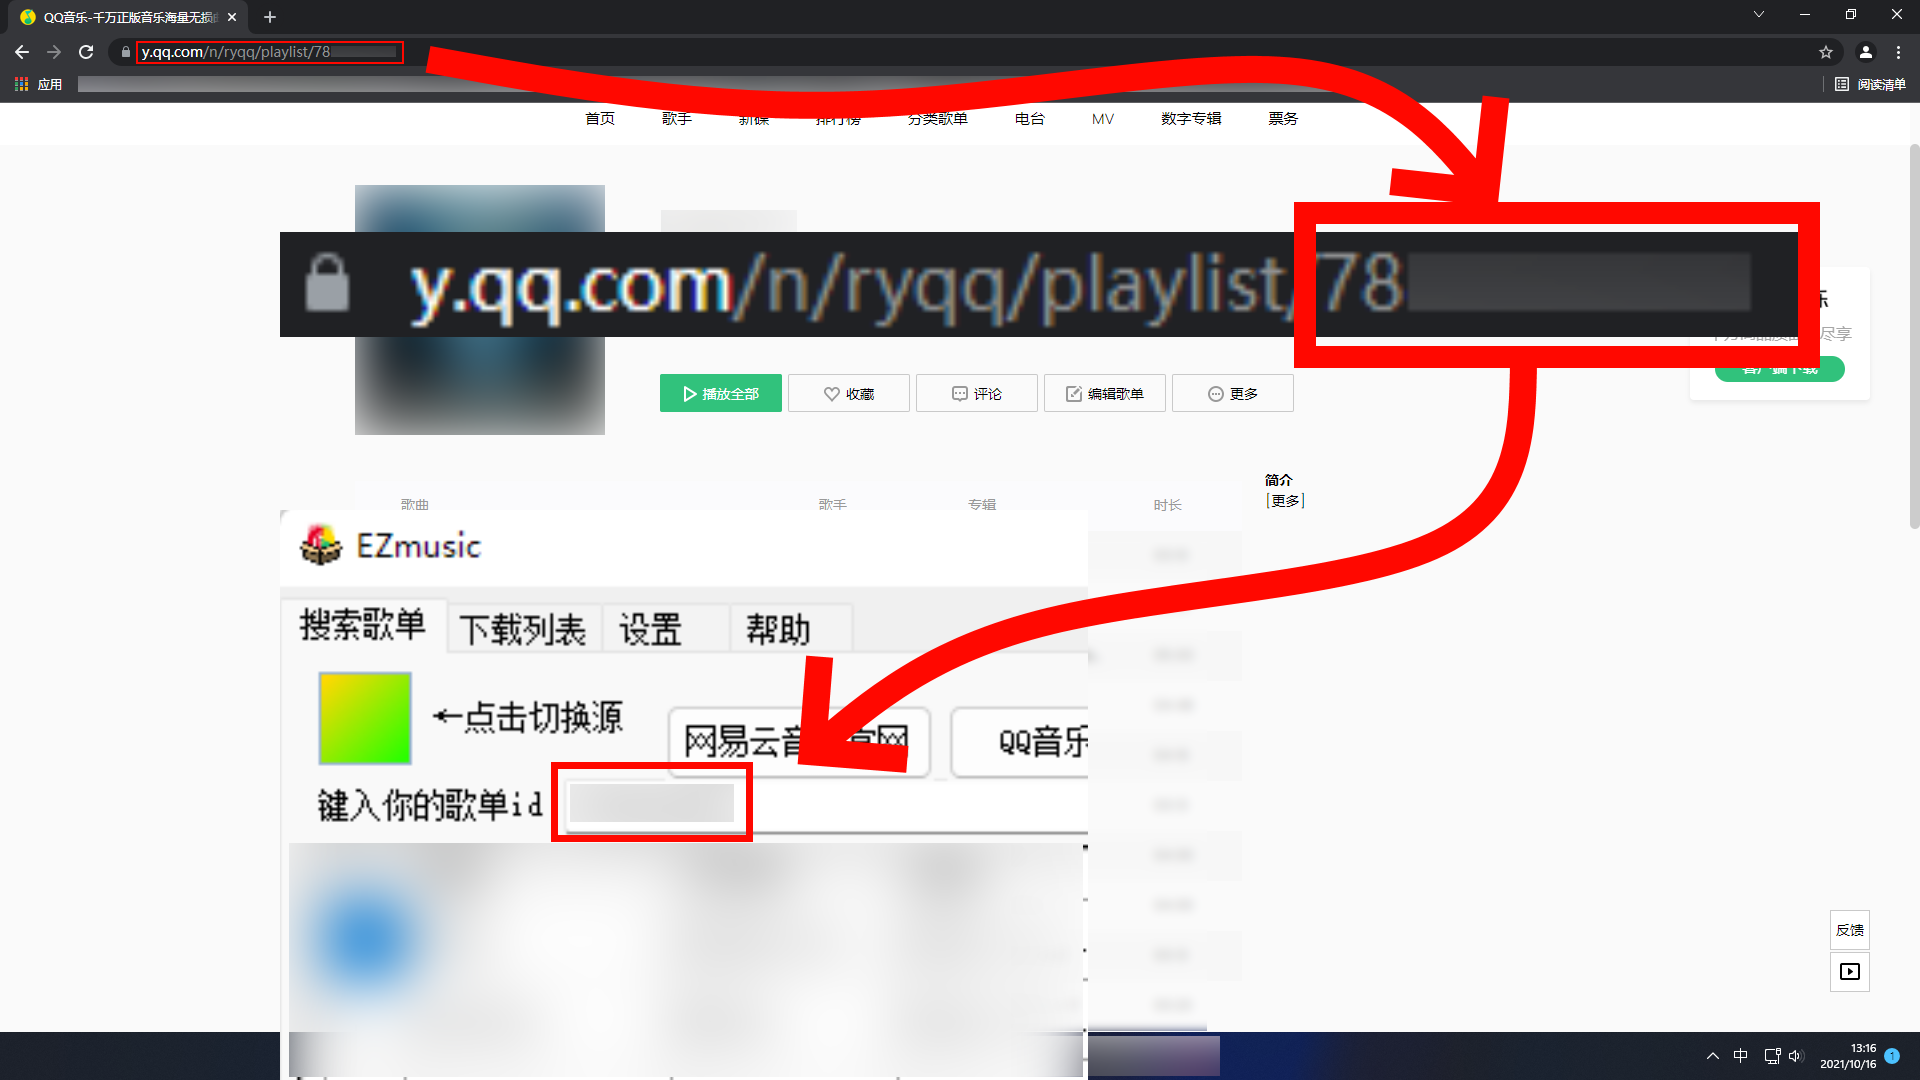 QQ音乐-千万正版音乐海量无损
y.qq.com/n/ryqq/playlist/78
应用
阅读清单
首页 歌手 新碟 排行榜 分类歌单 电台 MV 数字专辑 票务
y.qq.com/n/ryqq/playlist/78
尽享
客户端下载
播放全部 收藏 评论 编辑歌单 更多
简介
[更多]
歌曲 歌手 专辑 时长
EZmusic
搜索歌单 下载列表 设置 帮助
←点击切换源
网易云音 官网 QQ音乐
键入你的歌单id
反馈
中
13:16
2021/10/16
1